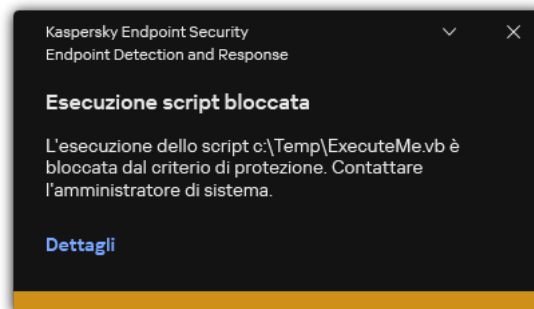 Kaspersky Endpoint Security
Endpoint Detection and Response
Esecuzione script bloccata
L'esecuzione dello script c:\Temp\ExecuteMe.vb è
bloccata dal criterio di protezione. Contattare
l'amministratore di sistema.
Dettagli